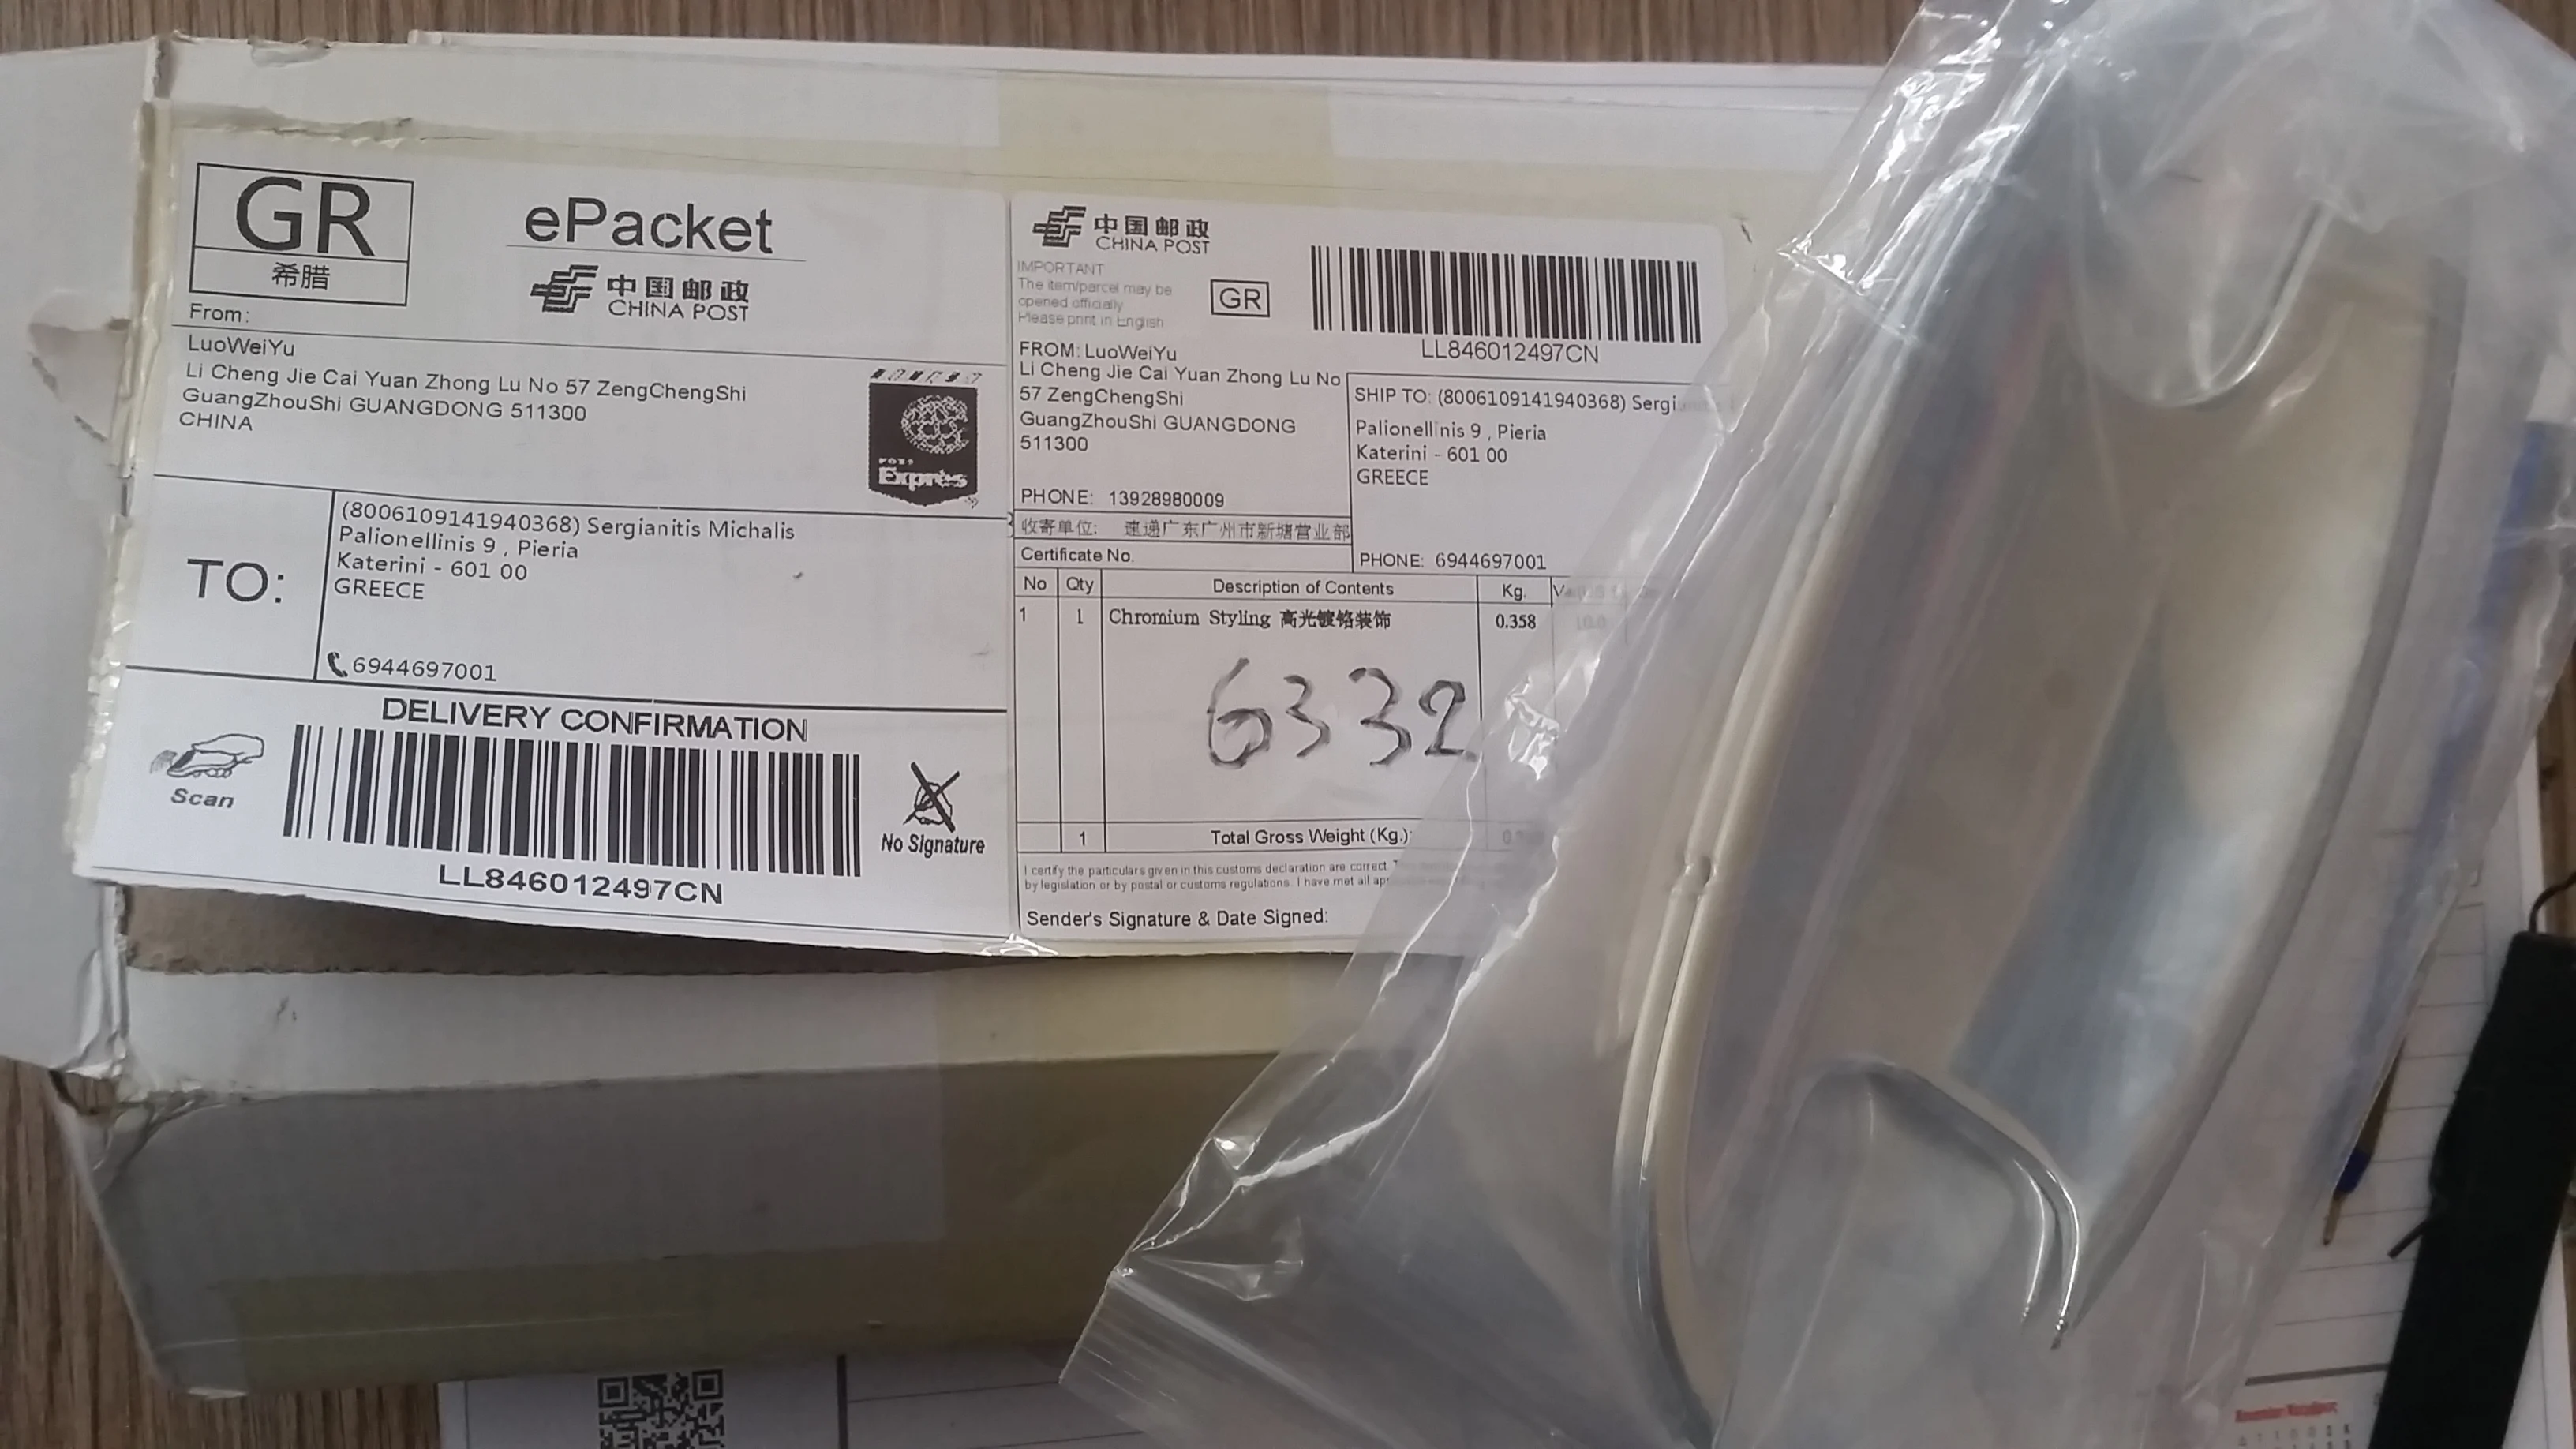 GR
希腊
ePacket
中国邮政
CHINA POST
From:
LuoWeiYu
Li Cheng Jie Cai Yuan Zhong Lu No 57 ZengChengShi
GuangZhouShi GUANGDONG 511300
CHINA
Exprès
TO:
(8006109141940368) Sergianitis Michalis
Palionellinis 9 , Pieria
Katerini - 601 00
GREECE
6944697001
DELIVERY CONFIRMATION
Scan
No Signature
LL846012497CN
中国邮政
CHINA POST
IMPORTANT
The item/parcel may be
opened officially
Please print in English
GR
LL846012497CN
FROM: LuoWeiYu
Li Cheng Jie Cai Yuan Zhong Lu No
57 ZengChengShi
GuangZhouShi GUANGDONG
511300
PHONE: 13928980009
SHIP TO: (8006109141940368) Sergi
Palionellinis 9 , Pieria
Katerini - 601 00
GREECE
PHONE: 6944697001
收寄单位: 速递广东广州市新塘营业部
Certificate No.
No Qty Description of Contents Kg.
1 1 Chromium Styling 高光镀铬装饰 0.358
6332
1 Total Gross Weight (Kg.):
I certify the particulars given in this customs declaration are correct
by legislation or by postal or customs regulations. I have met all
Sender's Signature & Date Signed: